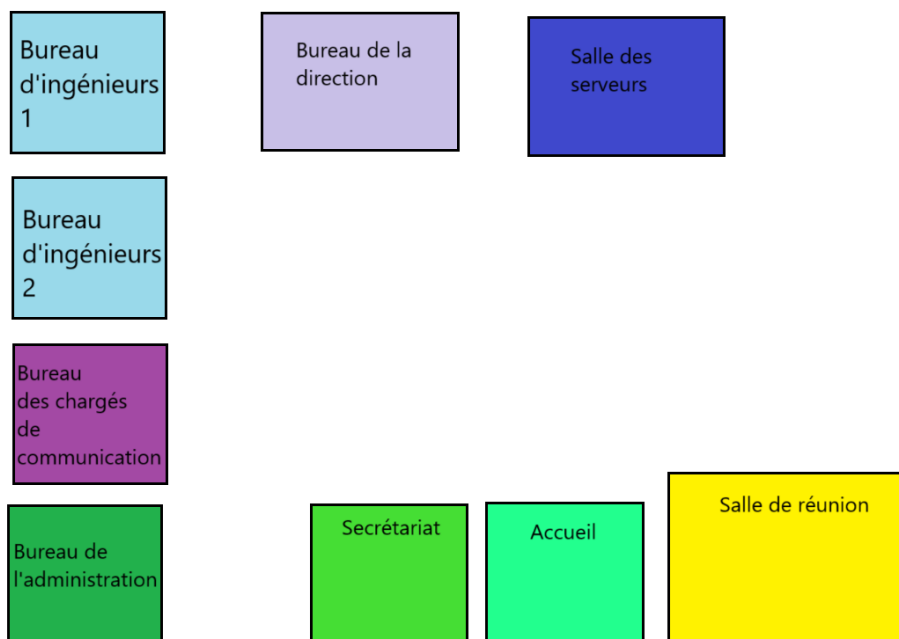 Bureau
d'ingénieurs
1
Bureau de la
direction
Salle des
serveurs
Bureau
d'ingénieurs
2
Bureau
des chargés
de
communication
Bureau de
l'administration
Secrétariat
Accueil
Salle de réunion